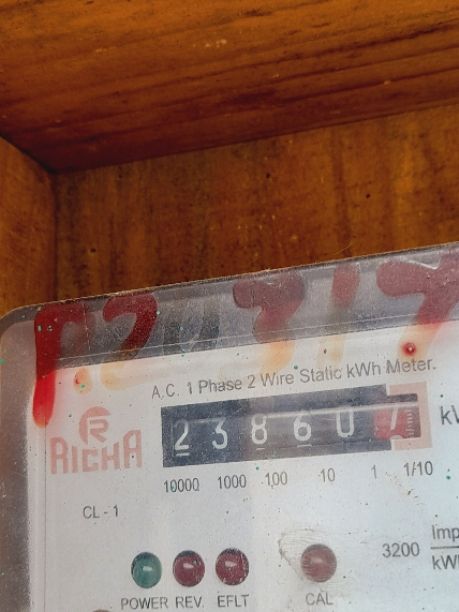 A.C. 1 Phase 2 Wire Static kWh Meter.
2 3 8 6 0 7
R
RICHA
10000 1000 100 10 1 1/10
CL - 1
3200
POWER REV. EFLT CAL